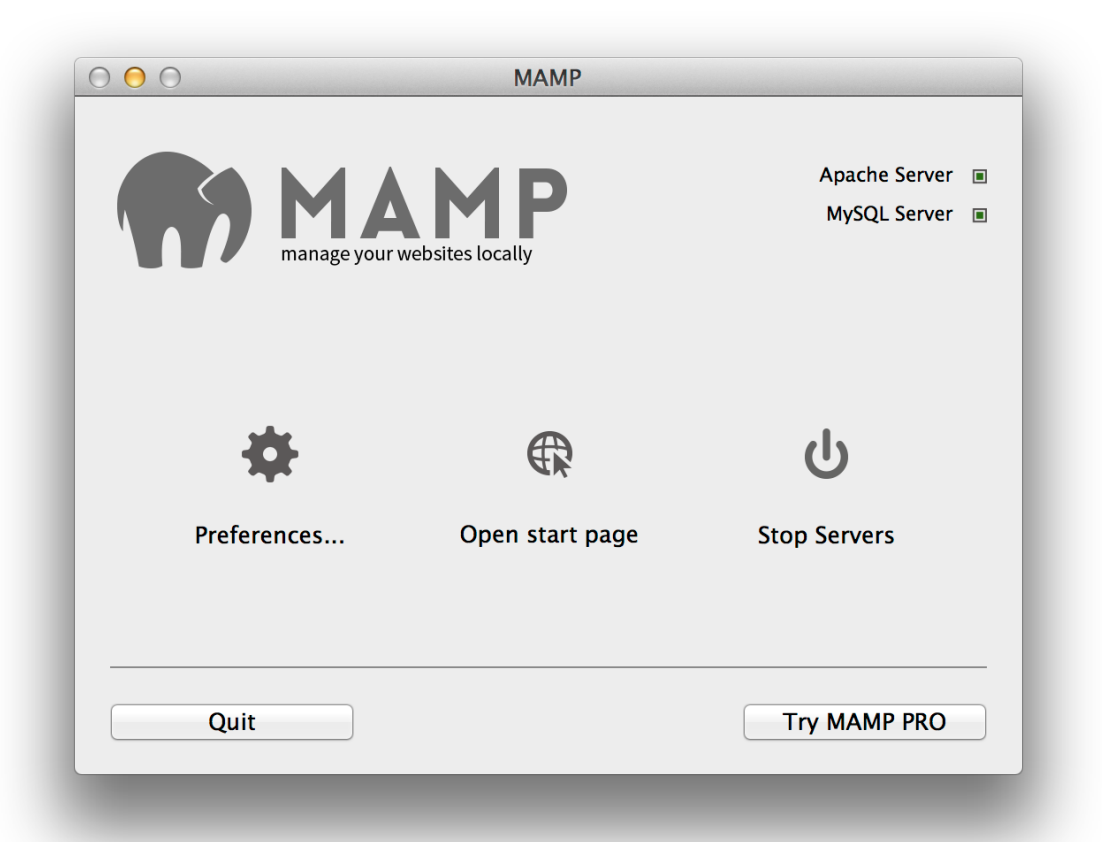 MAMP
MAMP
manage your websites locally
Apache Server
MySQL Server
Preferences...
Open start page
Stop Servers
Quit
Try MAMP PRO